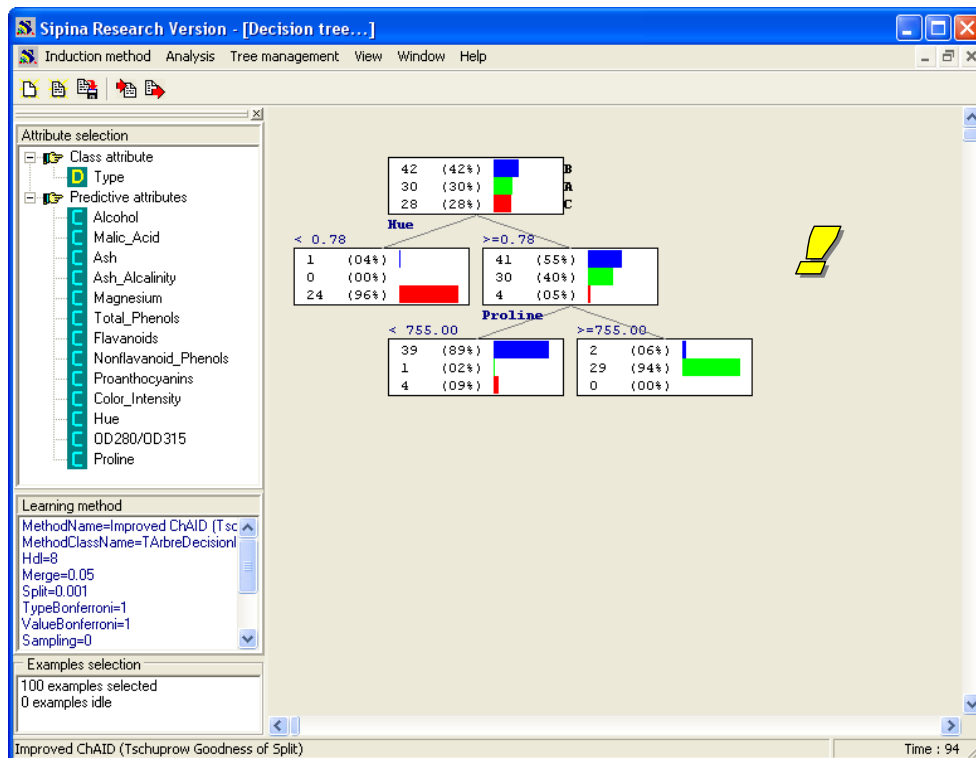 Sipina Research Version - [Decision tree...]
Induction method Analysis Tree management View Window Help
Attribute selection
Class attribute
D Type
Predictive attributes
C Alcohol
C Malic_Acid
C Ash
C Ash_Alcalinity
C Magnesium
C Total_Phenols
C Flavanoids
C Nonflavanoid_Phenols
C Proanthocyanins
C Color_Intensity
C Hue
C OD280/OD315
C Proline
Learning method
MethodName=Improved ChAID (Tsc
MethodClassName=TArbreDecisionI
Hdl=8
Merge=0.05
Split=0.001
TypeBonferroni=1
ValueBonferroni=1
Sampling=0
Examples selection
100 examples selected
0 examples idle
42 (42%) B
30 (30%) A
28 (28%) C
Hue
< 0.78 >=0.78
1 (04%) 41 (55%)
0 (00%) 30 (40%)
24 (96%) 4 (05%)
Proline
< 755.00 >=755.00
39 (89%) 2 (06%)
1 (02%) 29 (94%)
4 (09%) 0 (00%)
Improved ChAID (Tschuprow Goodness of Split) Time : 94